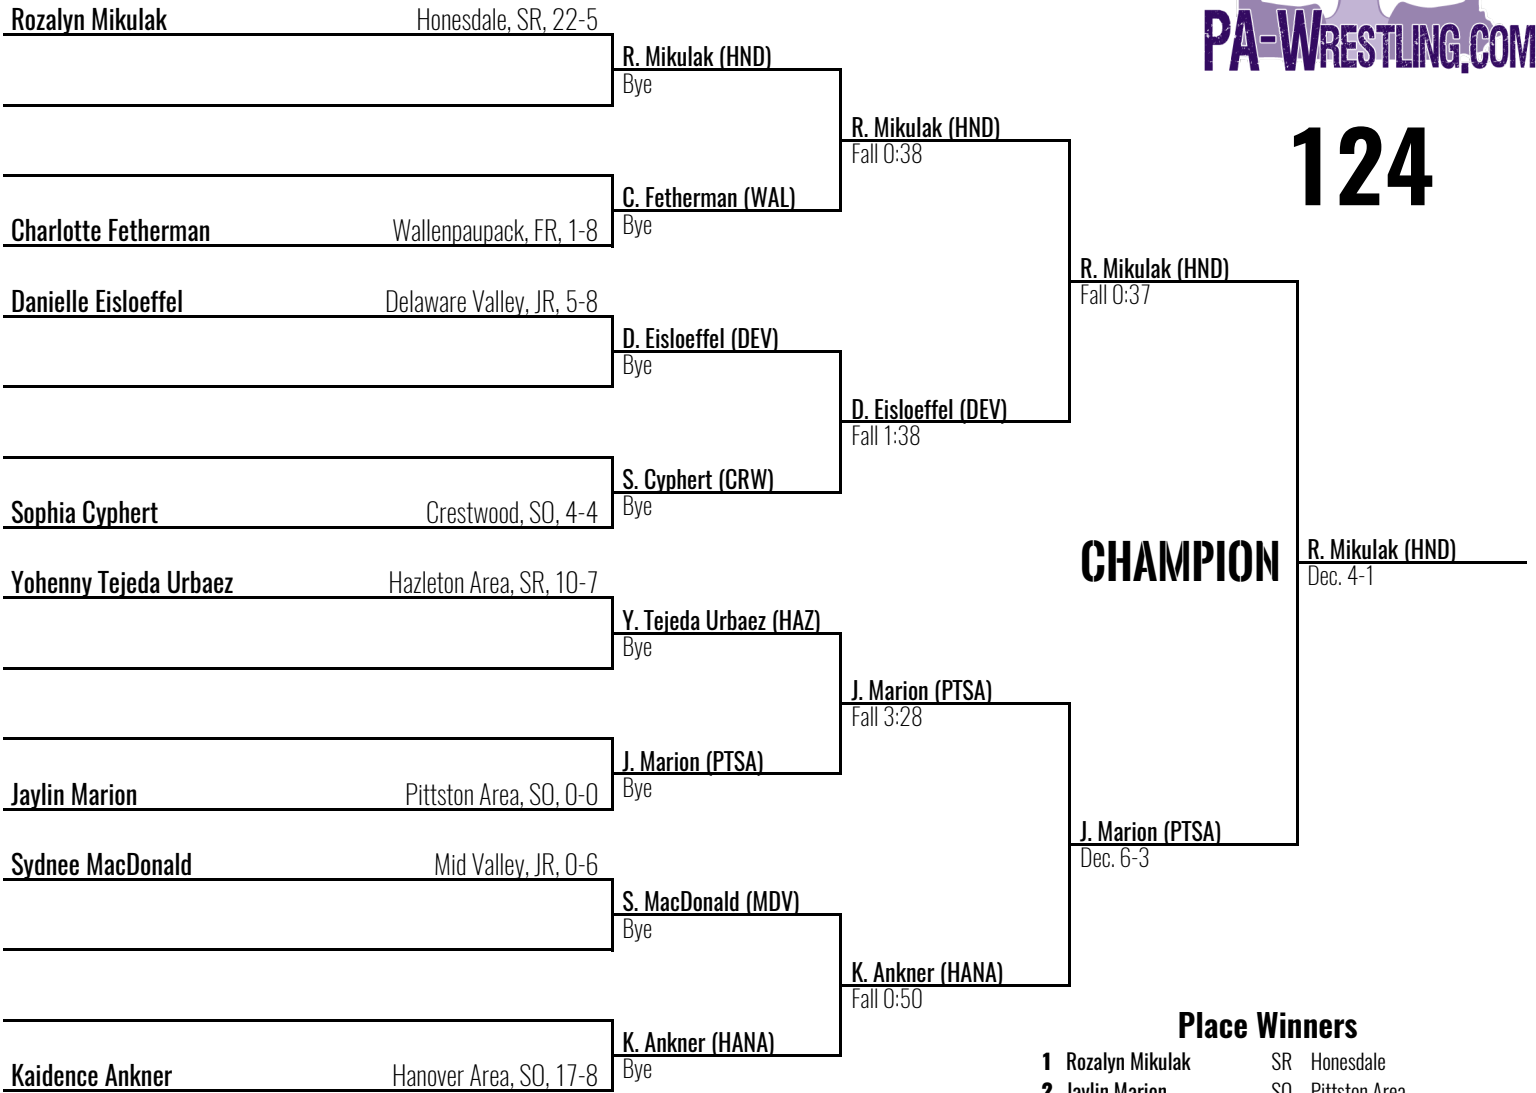 PA-WRESTLING.COM
124
Rozalyn Mikulak Honesdale, SR, 22-5
R. Mikulak (HND)
Bye
R. Mikulak (HND)
Fall 0:38
C. Fetherman (WAL)
Bye
Charlotte Fetherman Wallenpaupack, FR, 1-8
R. Mikulak (HND)
Fall 0:37
Danielle Eisloeffel Delaware Valley, JR, 5-8
D. Eisloeffel (DEV)
Bye
D. Eisloeffel (DEV)
Fall 1:38
S. Cyphert (CRW)
Bye
Sophia Cyphert Crestwood, SO, 4-4
CHAMPION
R. Mikulak (HND)
Dec. 4-1
Yohenny Tejeda Urbaez Hazleton Area, SR, 10-7
Y. Tejeda Urbaez (HAZ)
Bye
J. Marion (PTSA)
Fall 3:28
J. Marion (PTSA)
Bye
Jaylin Marion Pittston Area, SO, 0-0
J. Marion (PTSA)
Dec. 6-3
Sydnee MacDonald Mid Valley, JR, 0-6
S. MacDonald (MDV)
Bye
K. Ankner (HANA)
Fall 0:50
K. Ankner (HANA)
Bye
Kaidence Ankner Hanover Area, SO, 17-8
Place Winners
1 Rozalyn Mikulak SR Honesdale
2 Jaylin Marion SO Pittston Area